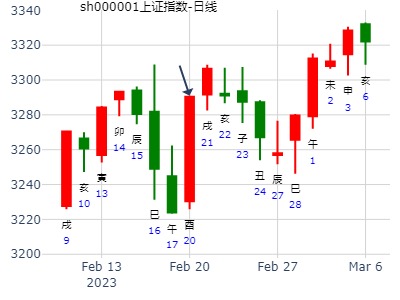 sh000001上证指数-日线
3340
3320
3300
3280
3260
3240
3220
3200
戌
9
亥
10
寅
13
卯
14
辰
15
巳
16
午
17
酉
20
戌
21
亥
22
子
23
丑
24
辰
27
巳
28
午
1
未
2
申
3
亥
6
Feb 13
2023
Feb 20
Feb 27
Mar 6